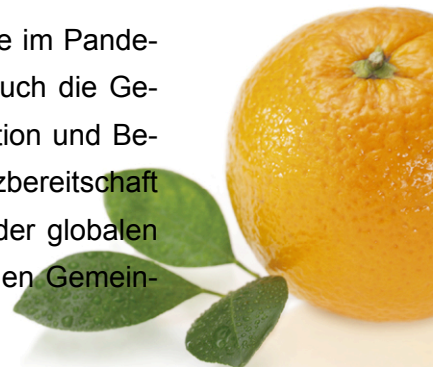 e im Pande-
uch die Ge-
tion und Be-
zbereitschaft
der globalen
en Gemein-